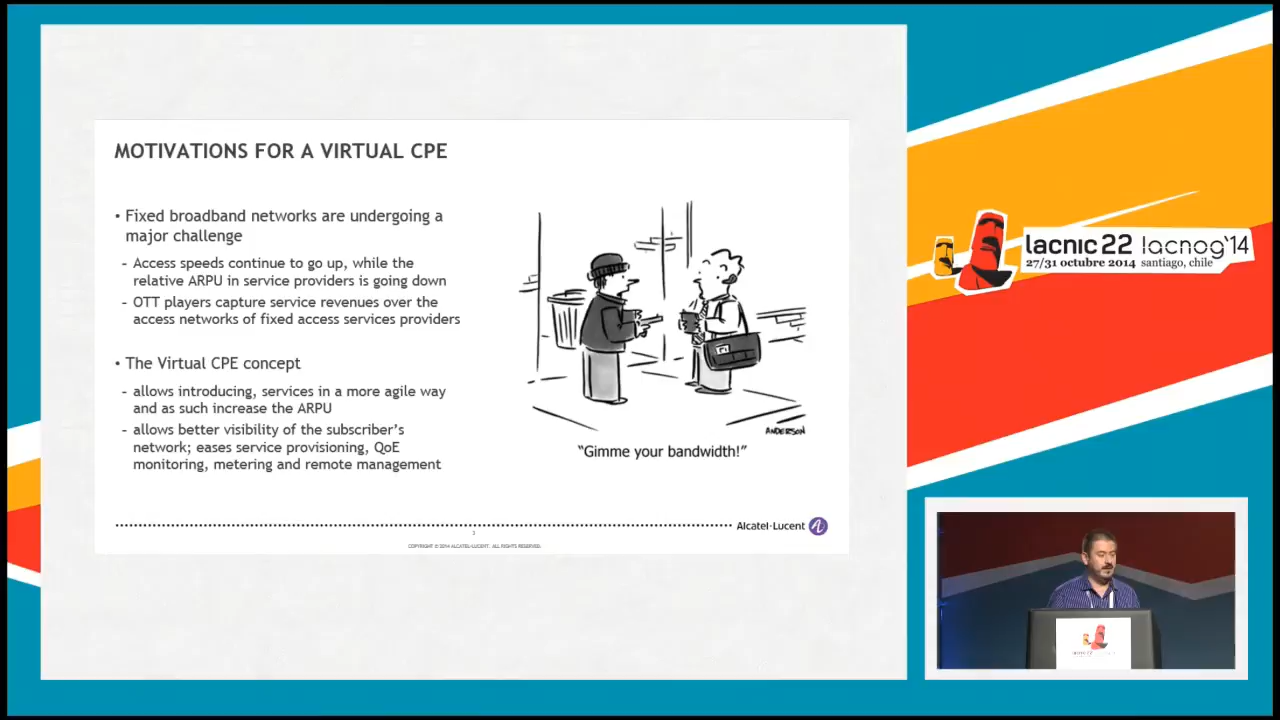 MOTIVATIONS FOR A VIRTUAL CPE
• Fixed broadband networks are undergoing a
major challenge
- Access speeds continue to go up, while the
relative ARPU in service providers is going down
- OTT players capture service revenues over the
access networks of fixed access services providers
• The Virtual CPE concept
- allows introducing, services in a more agile way
and as such increase the ARPU
- allows better visibility of the subscriber's
network; eases service provisioning, QoE
monitoring, metering and remote management
ANDERSON
"Gimme your bandwidth!"
Alcatel·Lucent
3
COPYRIGHT © 2014 ALCATEL-LUCENT. ALL RIGHTS RESERVED.
lacnic 22 lacnog'14
27/31 octubre 2014 santiago, chile